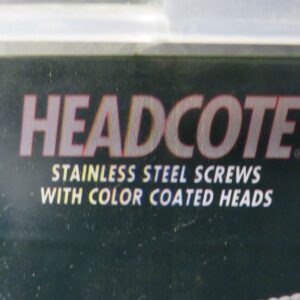 HEADCOTE
STAINLESS STEEL SCREWS
WITH COLOR COATED HEADS